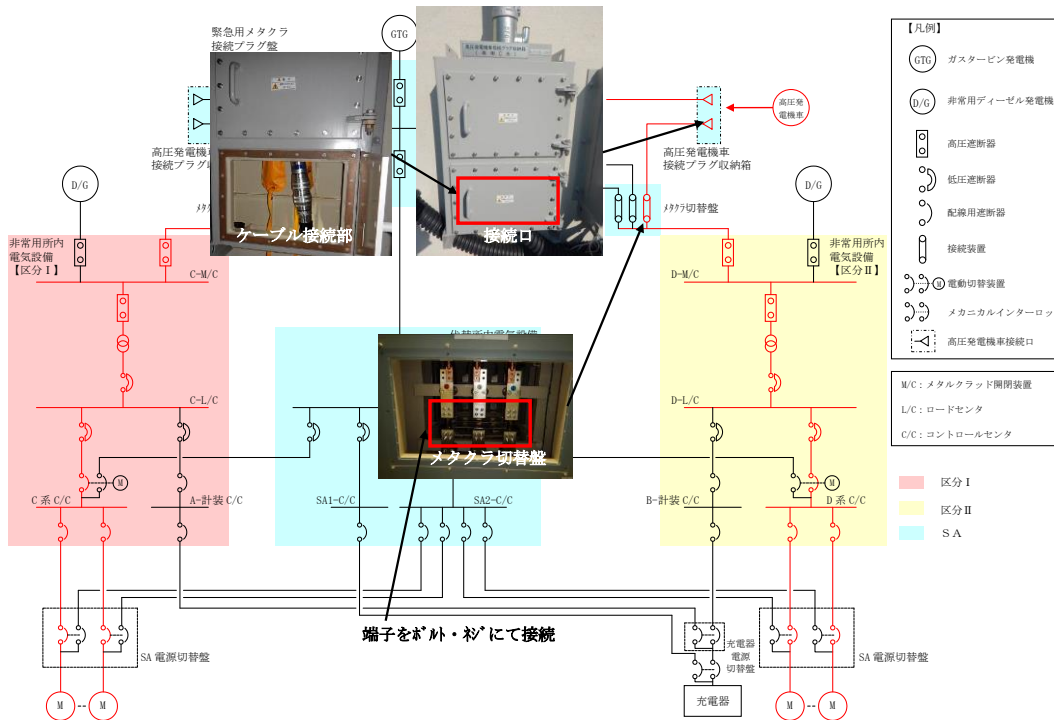 緊急用メタクラ
接続プラグ盤
GTG
高圧発電機車
接続プラグ収納箱
高圧発
電機車
D/G
ケーブル接続部
接続口
メタクラ切替盤
D/G
非常用所内
電気設備
【区分Ⅰ】
C-M/C
D-M/C
非常用所内
電気設備
【区分Ⅱ】
代替所内電気設備
メタクラ切替盤
C-L/C
D-L/C
M
M
C系C/C
A-計装C/C
SA1-C/C
SA2-C/C
B-計装C/C
D系C/C
端子をボルト・ネジにて接続
SA電源切替盤
充電器
電源
切替盤
SA電源切替盤
M
M
充電器
M
M
【凡例】
GTG ガスタービン発電機
D/G 非常用ディーゼル発電機
高圧遮断器
低圧遮断器
配線用遮断器
接続装置
M 電動切替装置
メカニカルインターロッ
高圧発電機車接続口
M/C：メタルクラッド開閉装置
L/C：ロードセンタ
C/C：コントロールセンタ
区分Ⅰ
区分Ⅱ
SA